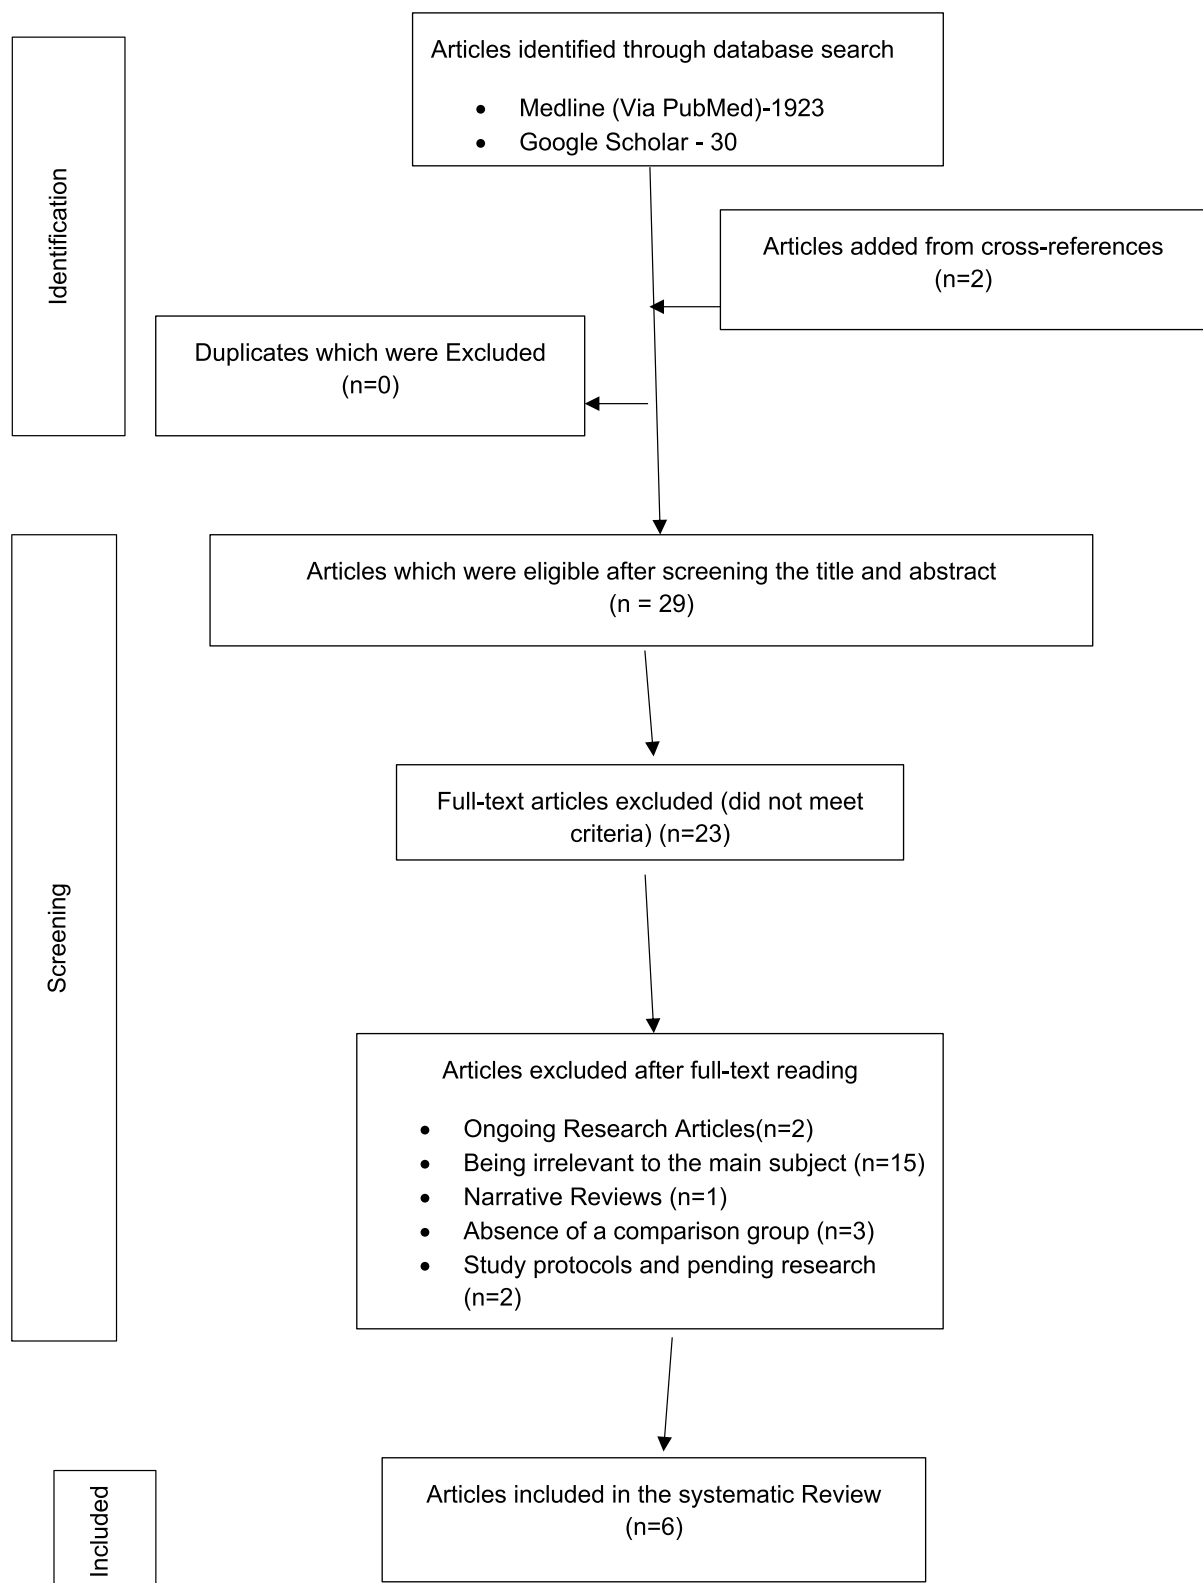 Identification
Articles identified through database search
• Medline (Via PubMed)-1923
• Google Scholar - 30
Articles added from cross-references
(n=2)
Duplicates which were Excluded
(n=0)
Screening
Articles which were eligible after screening the title and abstract
(n = 29)
Full-text articles excluded (did not meet
criteria) (n=23)
Articles excluded after full-text reading
• Ongoing Research Articles(n=2)
• Being irrelevant to the main subject (n=15)
• Narrative Reviews (n=1)
• Absence of a comparison group (n=3)
• Study protocols and pending research
(n=2)
Included
Articles included in the systematic Review
(n=6)